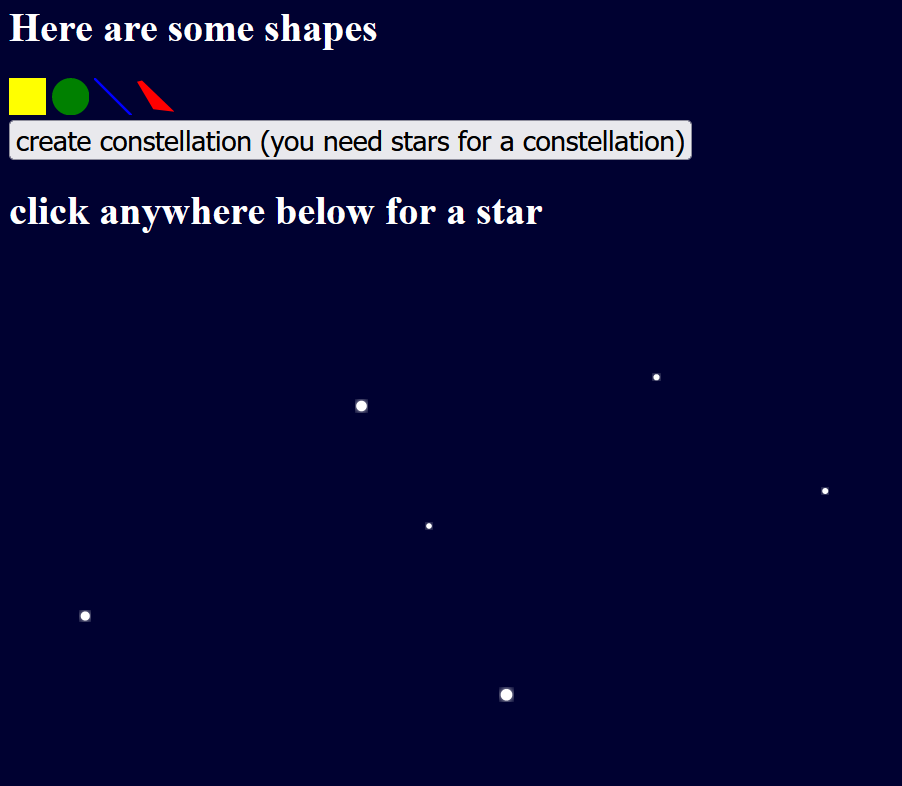 Here are some shapes
create constellation (you need stars for a constellation)
click anywhere below for a star